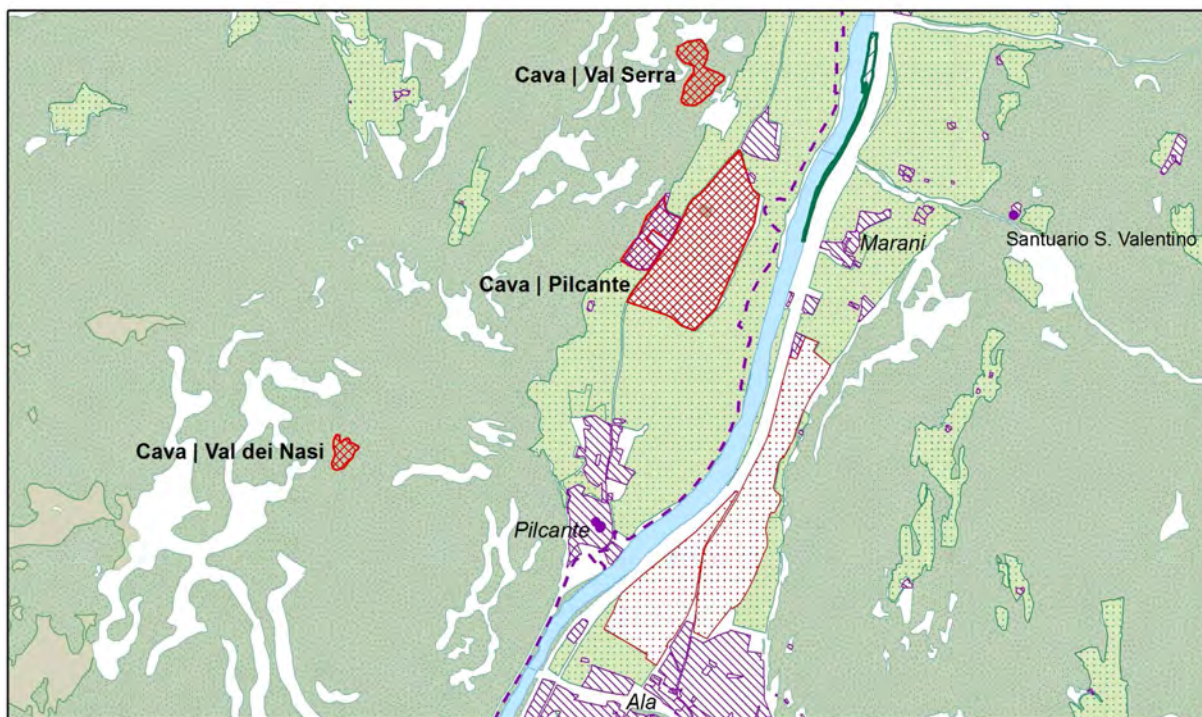 Cava | Val Serra
Marani
Santuario S. Valentino
Cava | Pilcante
Cava | Val dei Nasi
Pilcante
Ala